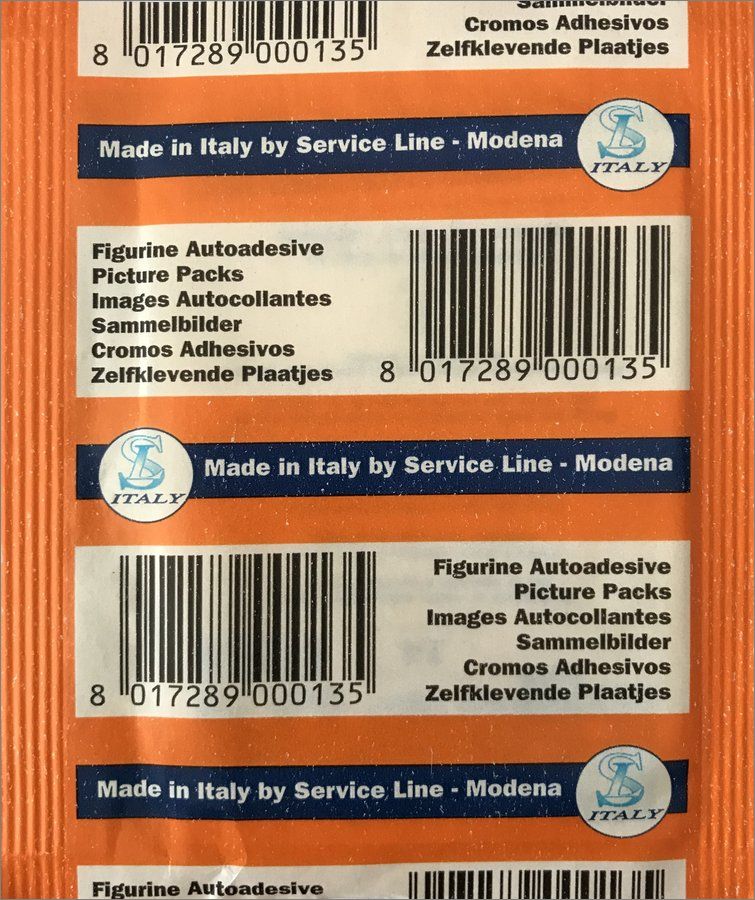 Sammelbilder
Cromos Adhesivos
Zelfklevende Plaatjes
8 017289 000135
Made in Italy by Service Line - Modena
SL
ITALY
Figurine Autoadesive
Picture Packs
Images Autocollantes
Sammelbilder
Cromos Adhesivos
Zelfklevende Plaatjes
8 017289 000135
SL
ITALY
Made in Italy by Service Line - Modena
Figurine Autoadesive
Picture Packs
Images Autocollantes
Sammelbilder
Cromos Adhesivos
Zelfklevende Plaatjes
8 017289 000135
Made in Italy by Service Line - Modena
SL
ITALY
Figurine Autoadesive